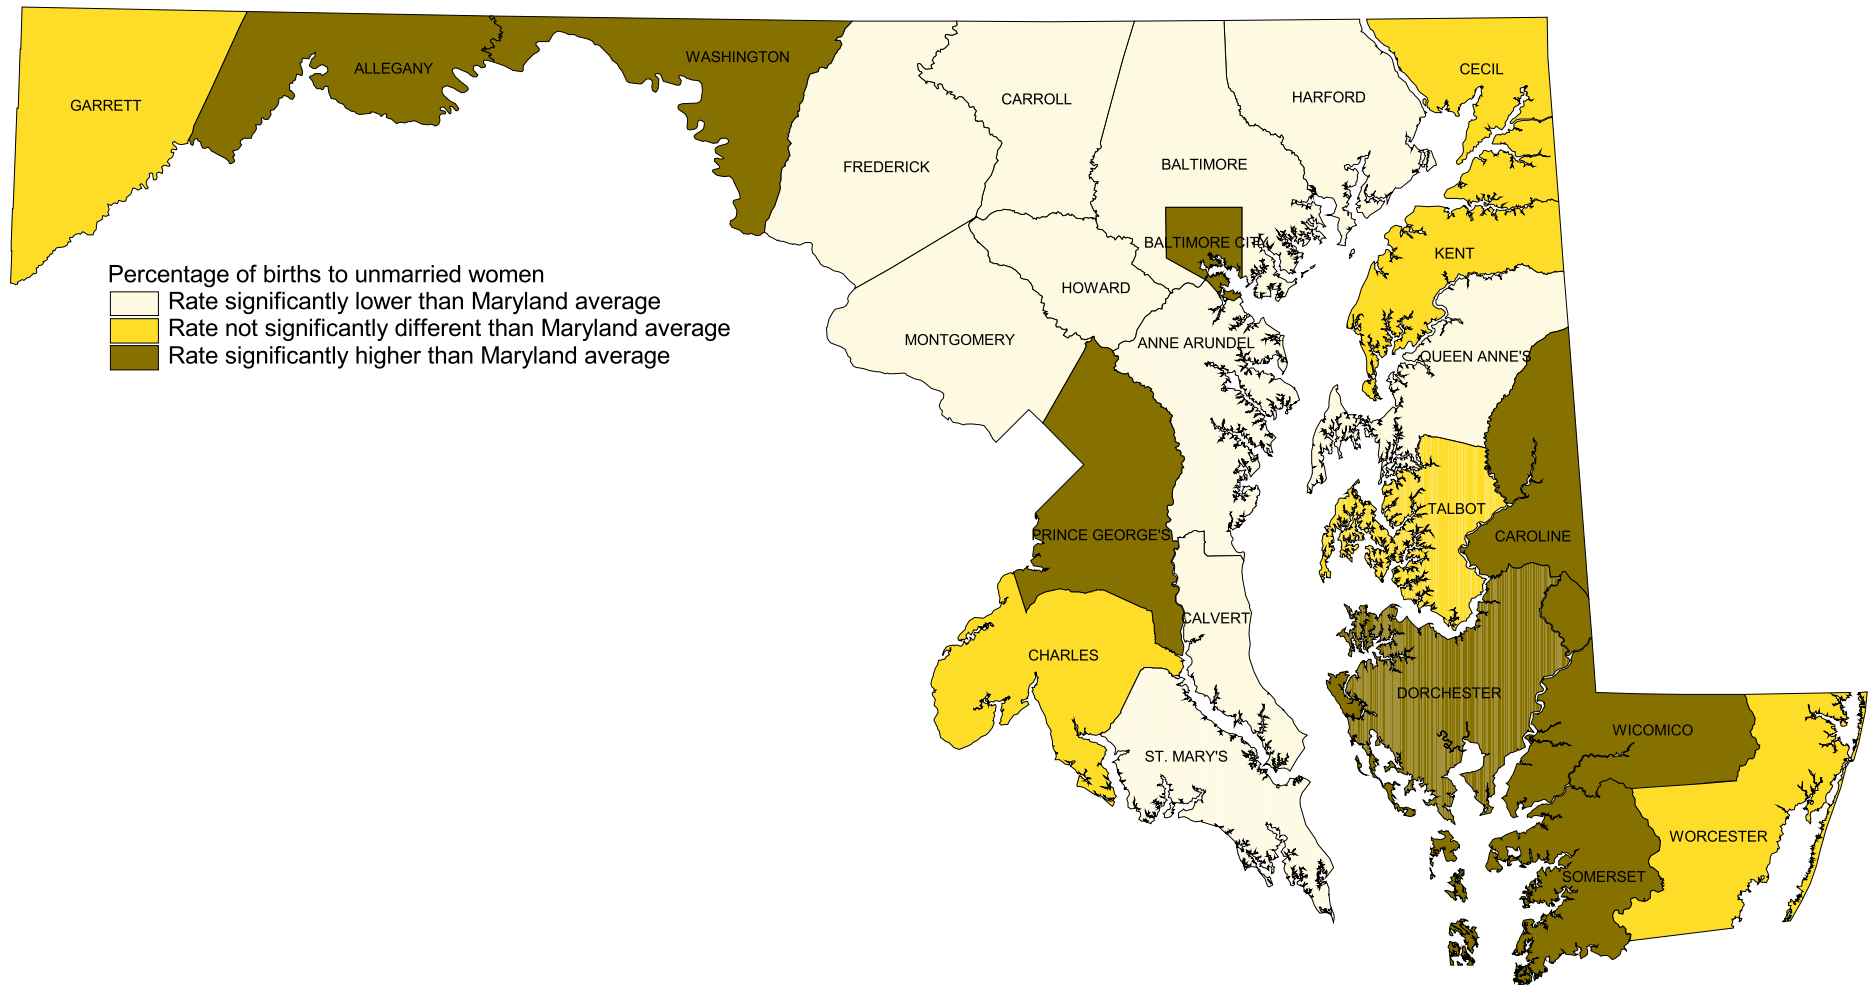 WASHINGTON
ALLEGANY
CECIL
GARRETT
CARROLL
HARFORD
FREDERICK
BALTIMORE
BALTIMORE CITY
KENT
Percentage of births to unmarried women
Rate significantly lower than Maryland average
Rate not significantly different than Maryland average
Rate significantly higher than Maryland average
HOWARD
MONTGOMERY
ANNE ARUNDEL
QUEEN ANNE'S
TALBOT
PRINCE GEORGE'S
CAROLINE
CALVERT
CHARLES
DORCHESTER
WICOMICO
ST. MARY'S
WORCESTER
SOMERSET